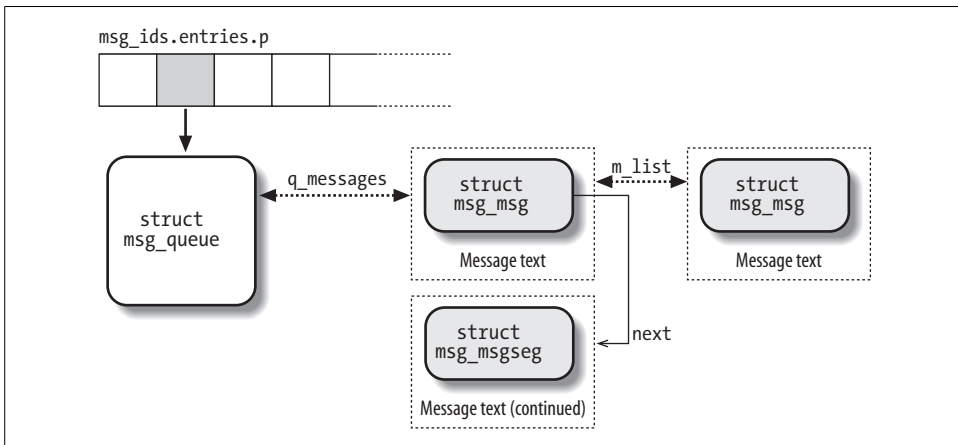 msg_ids.entries.p
struct
msg_queue
q_messages
struct
msg_msg
Message text
m_list
struct
msg_msg
Message text
next
struct
msg_msgseg
Message text (continued)